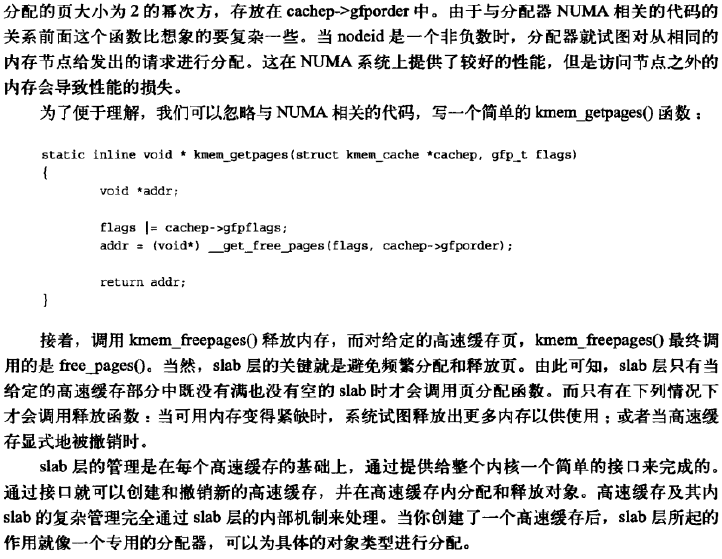 分配的页大小为 2 的幂次方，存放在 cachep->gfporder 中。由于与分配器 NUMA 相关的代码的
关系前面这个函数比想象的要复杂一些。当 nodeid 是一个非负数时，分配器就试图对从相同的
内存节点给发出的请求进行分配。这在 NUMA 系统上提供了较好的性能，但是访问节点之外的
内存会导致性能的损失。
为了便于理解，我们可以忽略与 NUMA 相关的代码，写一个简单的 kmem_getpages() 函数：
static inline void * kmem_getpages(struct kmem_cache *cachep, gfp_t flags)
{
void *addr;
flags |= cachep->gfpflags;
addr = (void*) __get_free_pages(flags, cachep->gfporder);
return addr;
}
接着，调用 kmem_freepages() 释放内存，而对给定的高速缓存页，kmem_freepages() 最终调
用的是 free_pages()。当然，slab 层的关键就是避免频繁分配和释放页。由此可知，slab 层只有当
给定的高速缓存部分中既没有满也没有空的 slab 时才会调用页分配函数。而只有在下列情况下
才会调用释放函数：当可用内存变得紧缺时，系统试图释放出更多内存以供使用；或者当高速缓
存显式地被撤销时。
slab 层的管理是在每个高速缓存的基础上，通过提供给整个内核一个简单的接口来完成的。
通过接口就可以创建和撤销新的高速缓存，并在高速缓存内分配和释放对象。高速缓存及其内
slab 的复杂管理完全通过 slab 层的内部机制来处理。当你创建了一个高速缓存后，slab 层所起的
作用就像一个专用的分配器，可以为具体的对象类型进行分配。